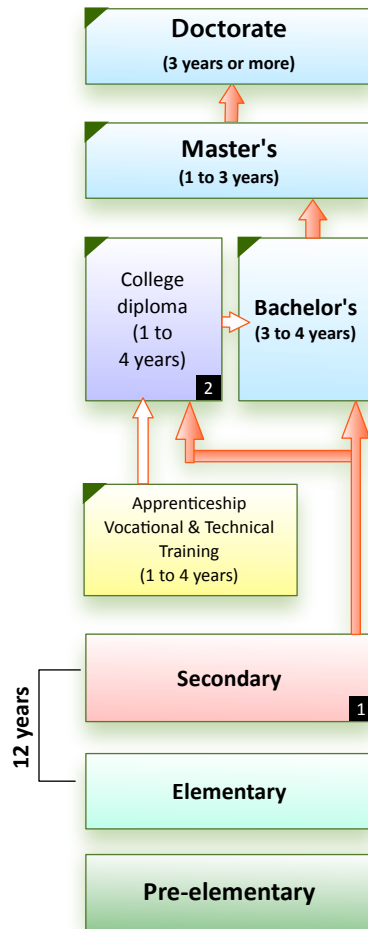 Doctorate
(3 years or more)
Master's
(1 to 3 years)
College
diploma
(1 to
4 years)
2
Bachelor's
(3 to 4 years)
Apprenticeship
Vocational & Technical
Training
(1 to 4 years)
12 years
Secondary
1
Elementary
Pre-elementary